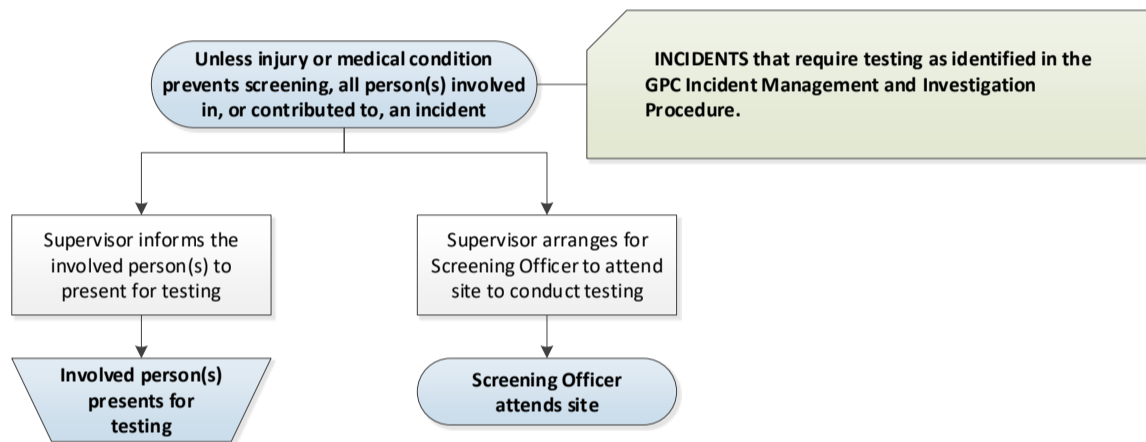 Unless injury or medical condition
prevents screening, all person(s) involved
in, or contributed to, an incident
INCIDENTS that require testing as identified in the
GPC Incident Management and Investigation
Procedure.
Supervisor informs the
involved person(s) to
present for testing
Supervisor arranges for
Screening Officer to attend
site to conduct testing
Involved person(s)
presents for
testing
Screening Officer
attends site